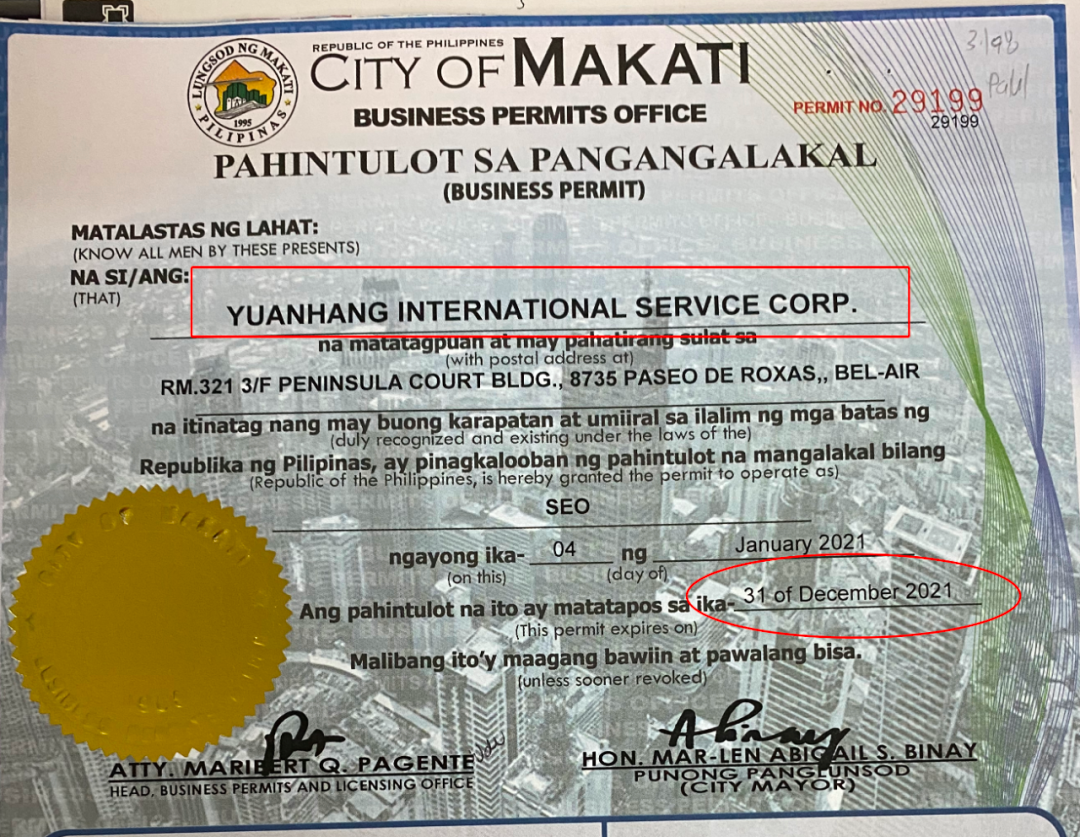 LUNGSOD NG MAKATI
PILIPINAS
1995
REPUBLIC OF THE PHILIPPINES
CITY OF MAKATI
BUSINESS PERMITS OFFICE
3198
PERMIT NO. 29199
29199
PAHINTULOT SA PANGANGALAKAL
(BUSINESS PERMIT)
MATALASTAS NG LAHAT:
(KNOW ALL MEN BY THESE PRESENTS)
NA SI/ANG:
(THAT)
YUANHANG INTERNATIONAL SERVICE CORP.
na matatagpuan at may pahatirang sulat sa
(with postal address at)
RM.321 3/F PENINSULA COURT BLDG., 8735 PASEO DE ROXAS,, BEL-AIR
na itinatag nang may buong karapatan at umiiral sa ilalim ng mga batas ng
(duly recognized and existing under the laws of the)
Republika ng Pilipinas, ay pinagkalooban ng pahintulot na mangalakal bilang
(Republic of the Philippines, is hereby granted the permit to operate as)
SEO
ngayong ika- 04 ng January 2021
(on this) (day of)
Ang pahintulot na ito ay matatapos sa ika- 31 of December 2021
(This permit expires on)
Malibang ito'y maagang bawiin at pawalang bisa.
(unless sooner revoked)
ATTY. MARIBERT Q. PAGENTE
HEAD, BUSINESS PERMITS AND LICENSING OFFICE
HON. MAR-LEN ABIGAIL S. BINAY
PUNONG PANGLUNSOD
(CITY MAYOR)